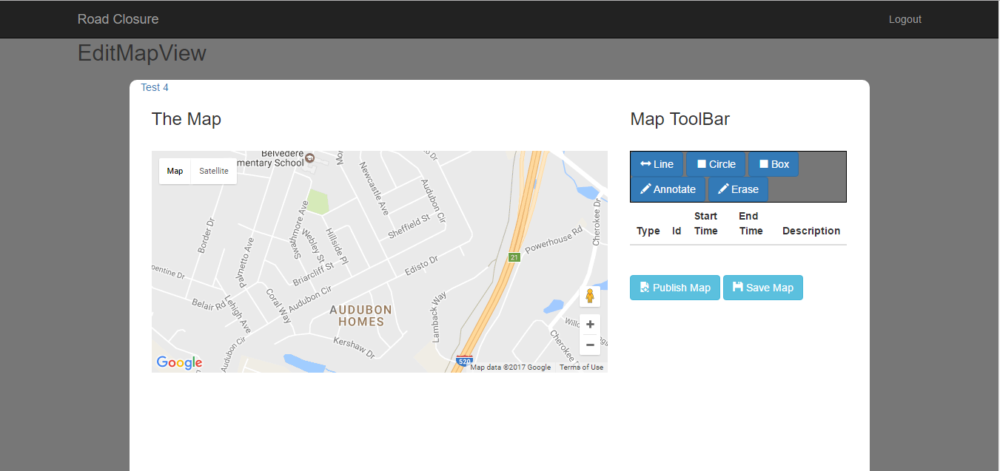 Road Closure
Logout
EditMapView
Test 4
The Map
Map ToolBar
Map
Satellite
Belvedere
mentary School
Newcastle Ave
Audubon Cir
Sheffield St
Border Dr
Palmetto Ave
Swathmore Ave
Webley St
Hillside Pl
Briarcliff St
Edisto Dr
Powerhouse Rd
Cherokee Dr
21
pentine Dr
Belair Rd
Lehigh Ave
Coral Way
Audubon Cir
AUDUBON
HOMES
Lamback Way
Kershaw Dr
Audubon Cir
Cherokee Dr
520
Google
Map data ©2017 Google
Terms of Use
Line
Circle
Box
Annotate
Erase
Type
Id
Start
Time
End
Time
Description
Publish Map
Save Map